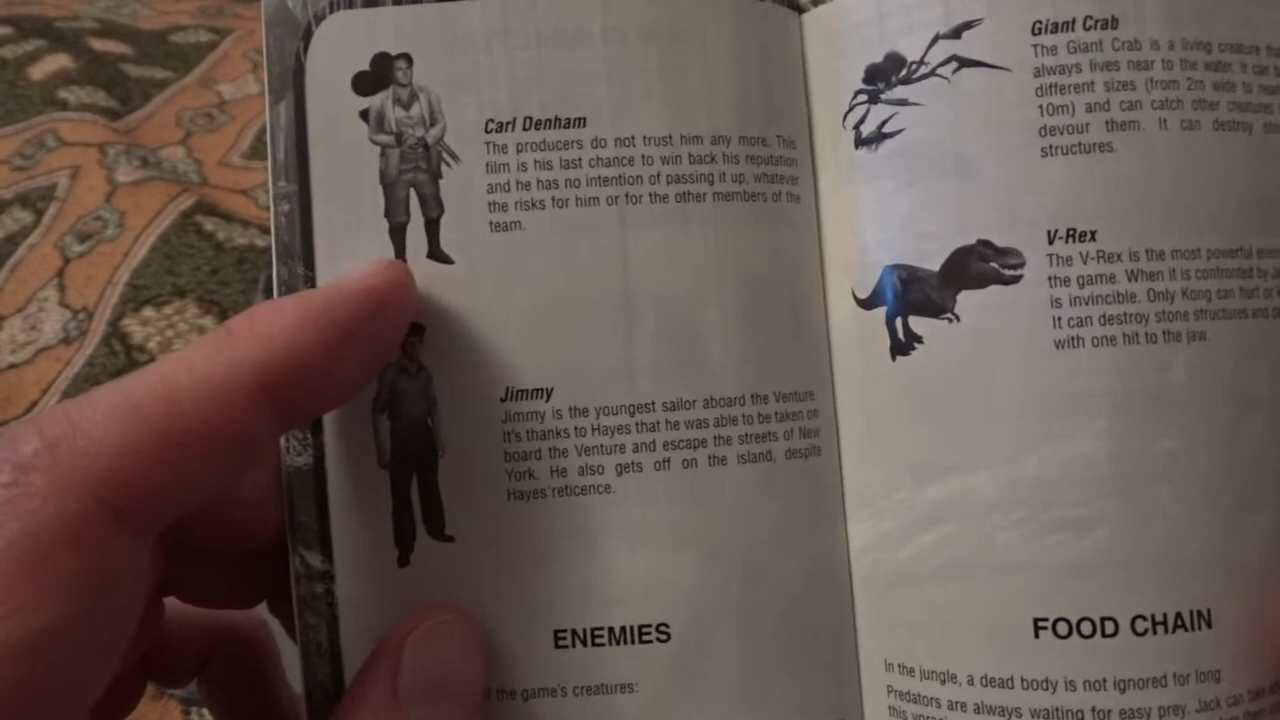 Carl Denham
The producers do not trust him any more. This
film is his last chance to win back his reputation
and he has no intention of passing it up, whatever
the risks for him or for the other members of the
team.
Jimmy
Jimmy is the youngest sailor aboard the Venture.
It's thanks to Hayes that he was able to be taken on
board the Venture and escape the streets of New
York. He also gets off on the island, despite
Hayes'reticence.
ENEMIES
the game's creatures:
Giant Crab
The Giant Crab is a living creature
always lives near to the water. It can
different sizes (from 2m wide to
10m) and can catch other creatures
devour them. It can destroy
structures.
V-Rex
The V-Rex is the most powerful
the game. When it is confronted by
is invincible. Only Kong can hurt or
It can destroy stone structures and
with one hit to the jaw.
FOOD CHAIN
In the jungle, a dead body is not ignored for long.
Predators are always waiting for easy prey. Jack can take
this